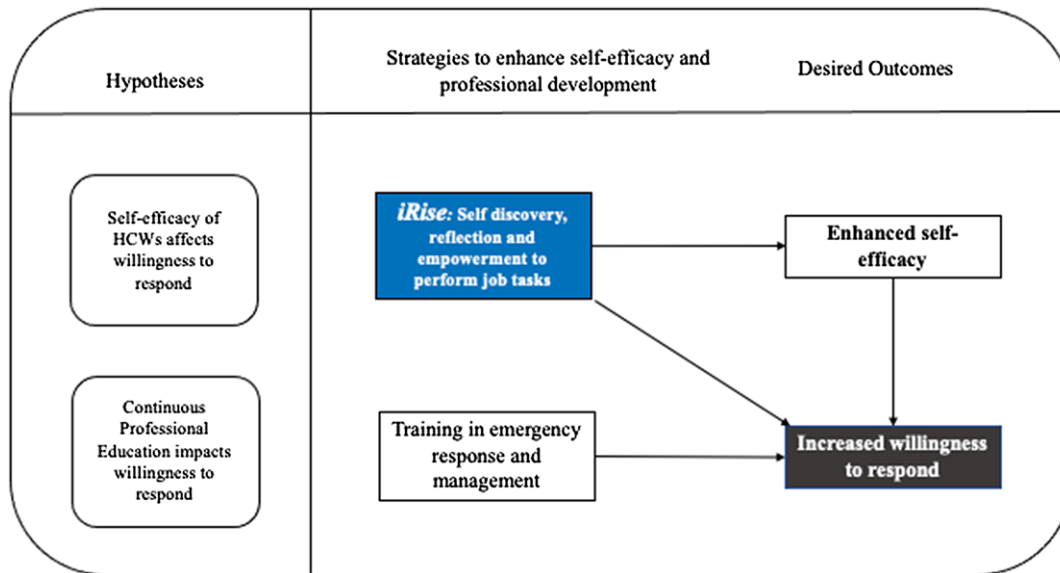 Hypotheses
Strategies to enhance self-efficacy and
professional development
Desired Outcomes
Self-efficacy of
HCWs affects
willingness to
respond
iRise: Self discovery,
reflection and
empowerment to
perform job tasks
Enhanced self-
efficacy
Continuous
Professional
Education impacts
willingness to
respond
Training in emergency
response and
management
Increased willingness
to respond